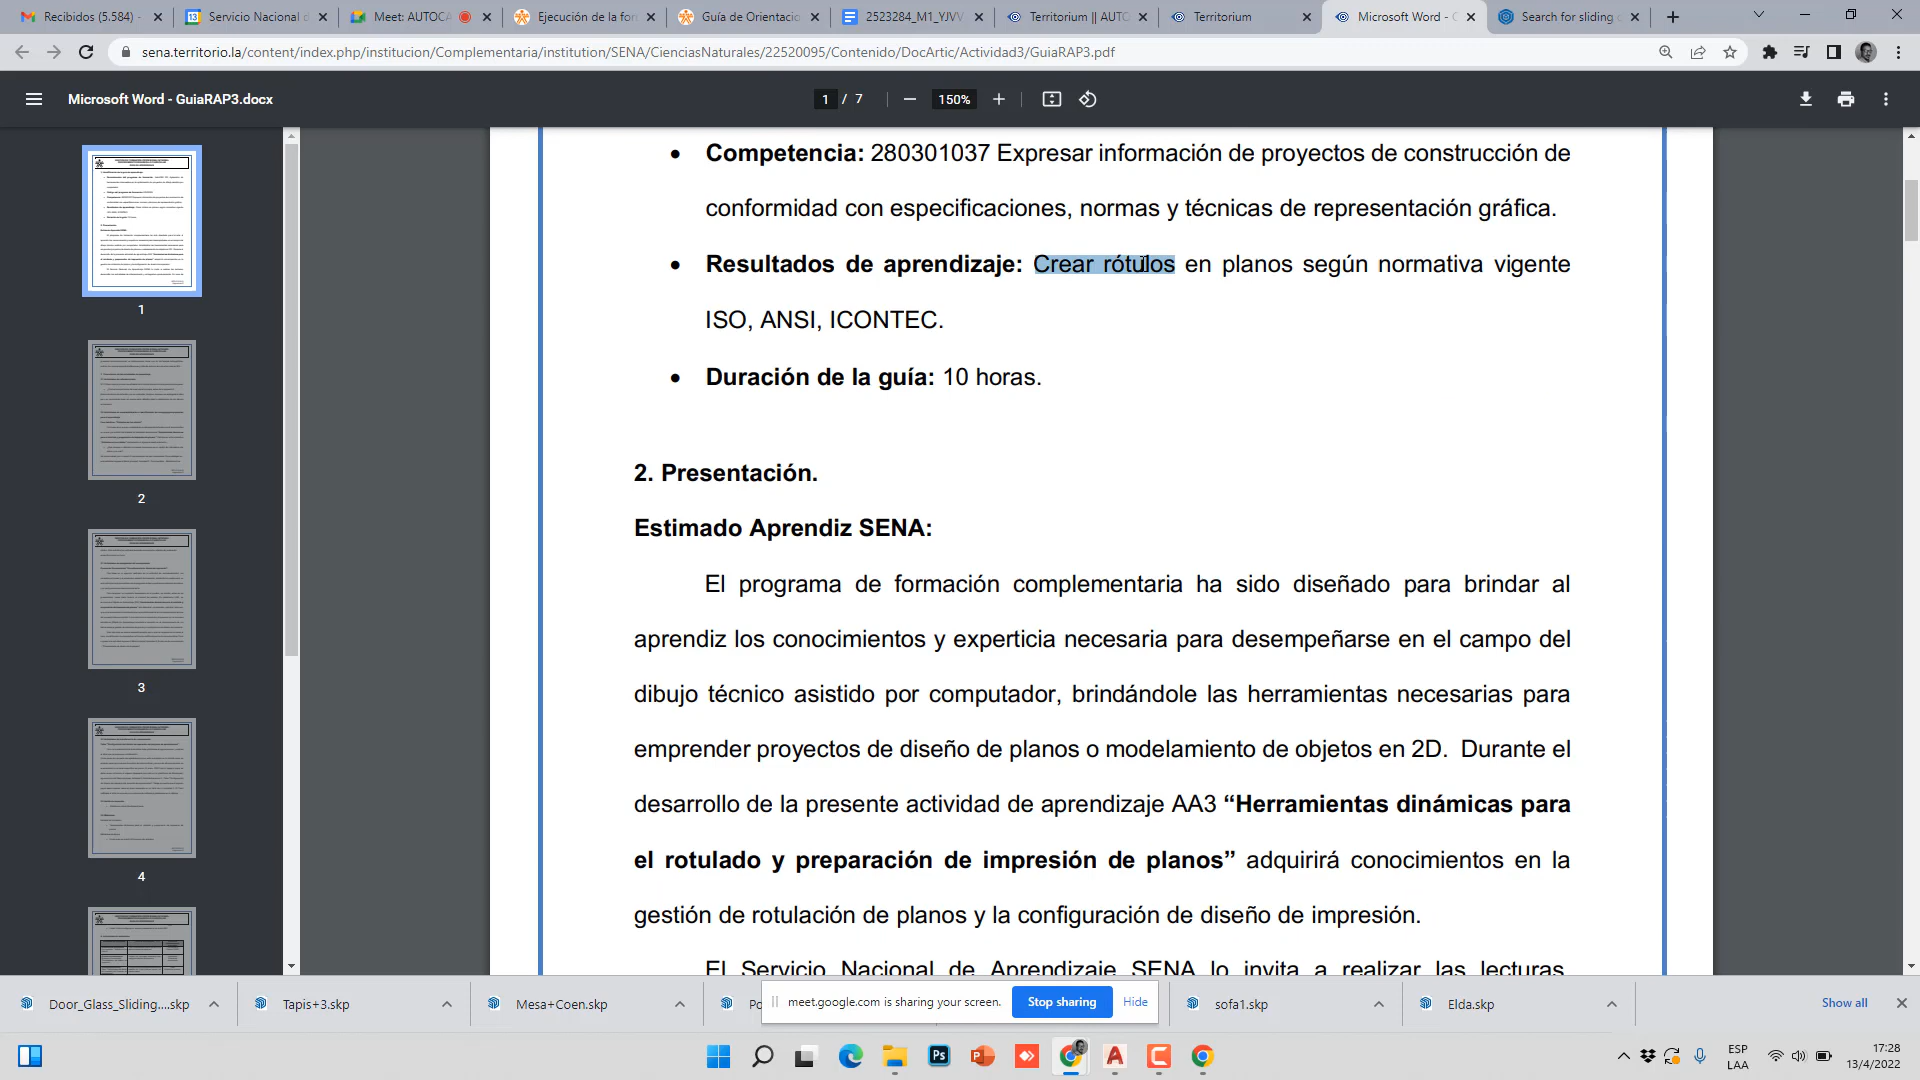 Recibidos (5.584) -
Servicio Nacional d
Meet: AUTOCA
Ejecución de la for
Guía de Orientacio
2523284_M1_YJVV
Territorium || AUTO
Territorium
Microsoft Word - G
Search for sliding
sena.territorio.la/content/index.php/institucion/Complementaria/institution/SENA/CienciasNaturales/22520095/Contenido/DocArtic/Actividad3/GuiaRAP3.pdf
Microsoft Word - GuiaRAP3.docx
1 / 7
150%
• Competencia: 280301037 Expresar información de proyectos de construcción de
conformidad con especificaciones, normas y técnicas de representación gráfica.
• Resultados de aprendizaje: Crear rótulos en planos según normativa vigente
ISO, ANSI, ICONTEC.
• Duración de la guía: 10 horas.
2. Presentación.
Estimado Aprendiz SENA:
El programa de formación complementaria ha sido diseñado para brindar al
aprendiz los conocimientos y experticia necesaria para desempeñarse en el campo del
dibujo técnico asistido por computador, brindándole las herramientas necesarias para
emprender proyectos de diseño de planos o modelamiento de objetos en 2D. Durante el
desarrollo de la presente actividad de aprendizaje AA3 “Herramientas dinámicas para
el rotulado y preparación de impresión de planos” adquirirá conocimientos en la
gestión de rotulación de planos y la configuración de diseño de impresión.
El Servicio Nacional de Aprendizaje SENA lo invita a realizar las lecturas,
1
2
3
4
Door_Glass_Sliding....skp
Tapis+3.skp
Mesa+Coen.skp
Po
meet.google.com is sharing your screen.
Stop sharing
Hide
sofa1.skp
Elda.skp
Show all
ESP
LAA
17:28
13/4/2022